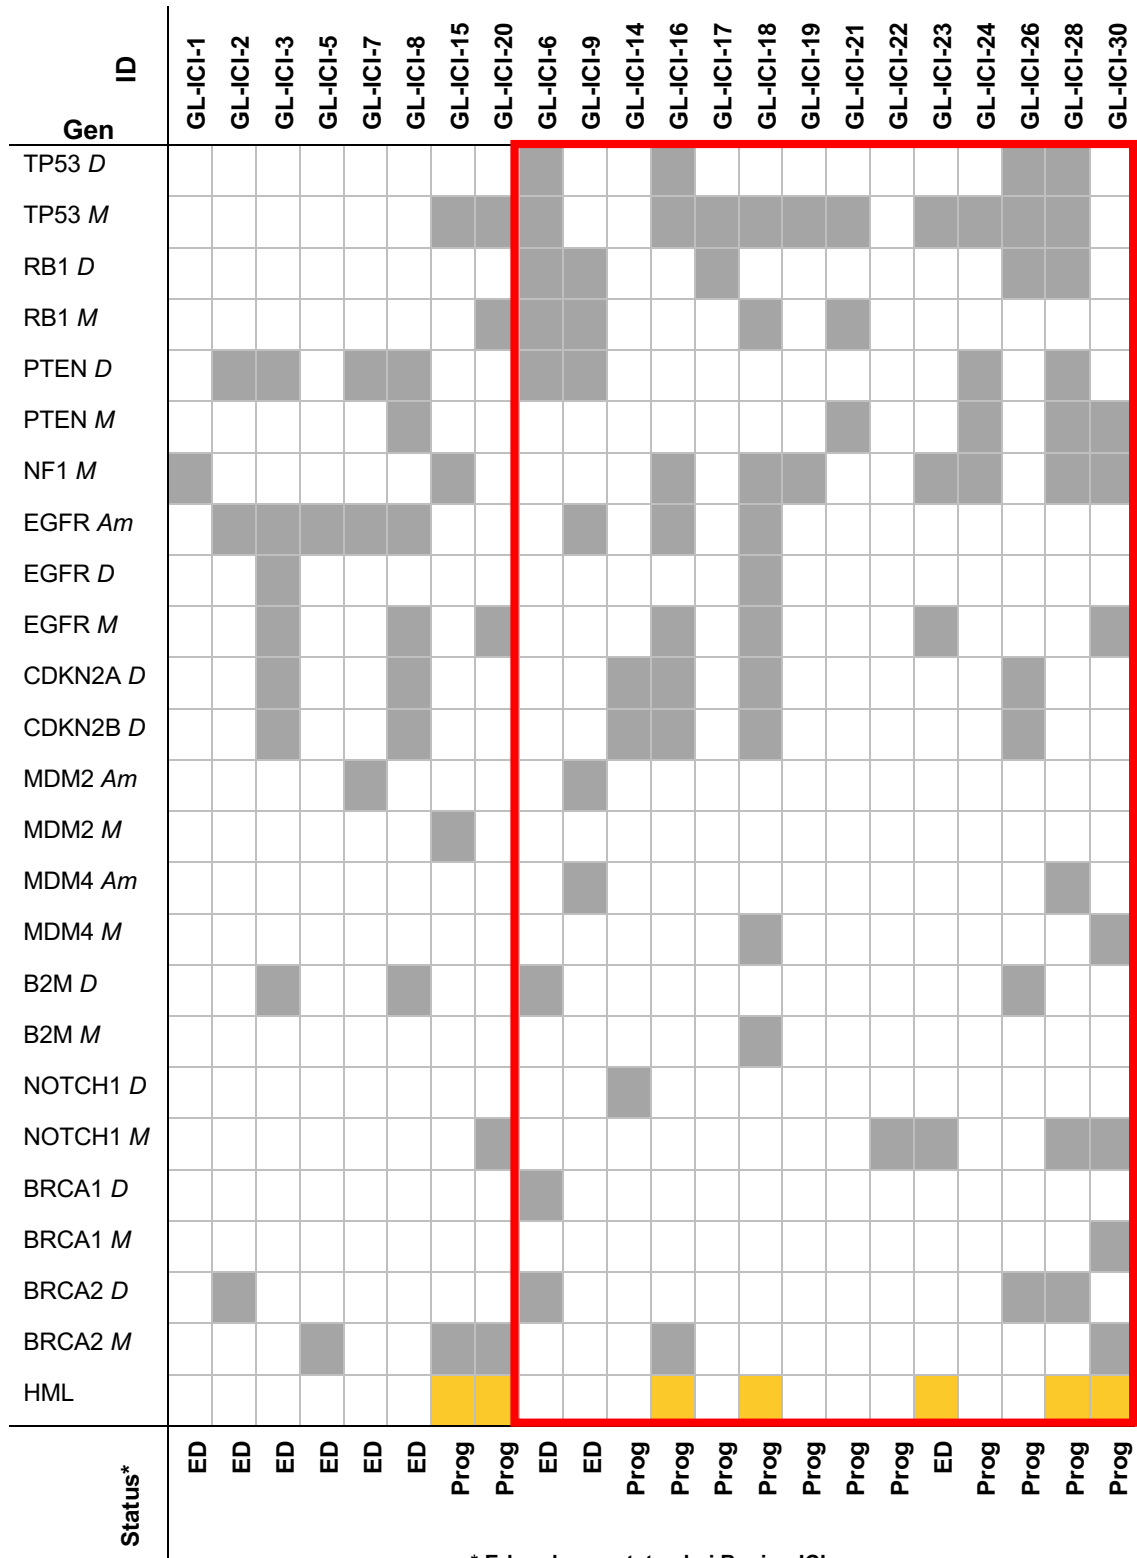 ID
Gen
GL-ICI-1
GL-ICI-2
GL-ICI-3
GL-ICI-5
GL-ICI-7
GL-ICI-8
GL-ICI-15
GL-ICI-20
GL-ICI-6
GL-ICI-9
GL-ICI-14
GL-ICI-16
GL-ICI-17
GL-ICI-18
GL-ICI-19
GL-ICI-21
GL-ICI-22
GL-ICI-23
GL-ICI-24
GL-ICI-26
GL-ICI-28
GL-ICI-30
TP53 D
TP53 M
RB1 D
RB1 M
PTEN D
PTEN M
NF1 M
EGFR Am
EGFR D
EGFR M
CDKN2A D
CDKN2B D
MDM2 Am
MDM2 M
MDM4 Am
MDM4 M
B2M D
B2M M
NOTCH1 D
NOTCH1 M
BRCA1 D
BRCA1 M
BRCA2 D
BRCA2 M
HML
Status*
ED
ED
ED
ED
ED
ED
Prog
Prog
ED
ED
Prog
Prog
Prog
Prog
Prog
Prog
Prog
ED
Prog
Prog
Prog
Prog